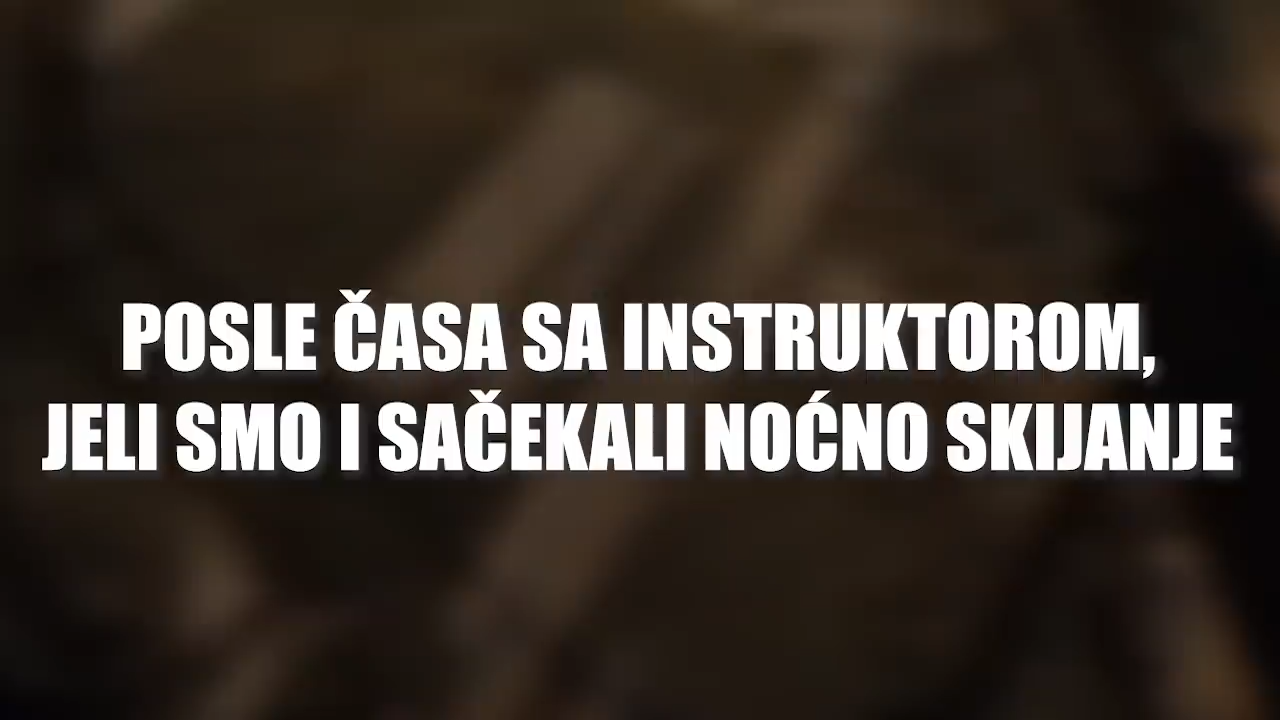 POSLE ČASA SA INSTRUKTOROM,
JELI SMO I SAČEKALI NOĆNO SKIJANJE